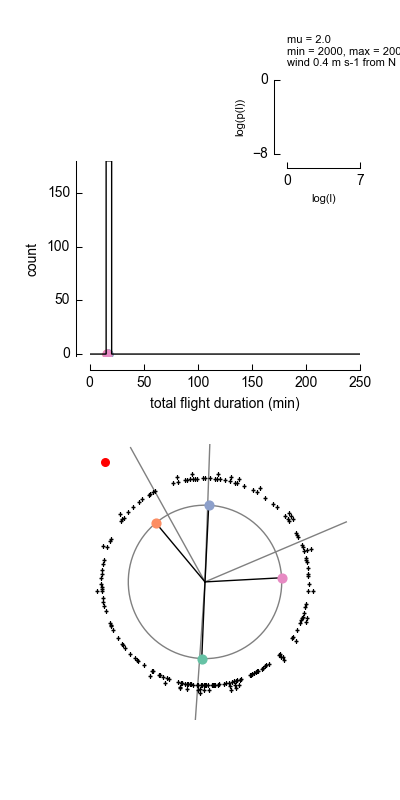 mu = 2.0
min = 2000, max = 200
wind 0.4 m s-1 from N
0
log(p(l))
−8
0
7
log(l)
150
100
50
0
count
0
50
100
150
200
250
total flight duration (min)